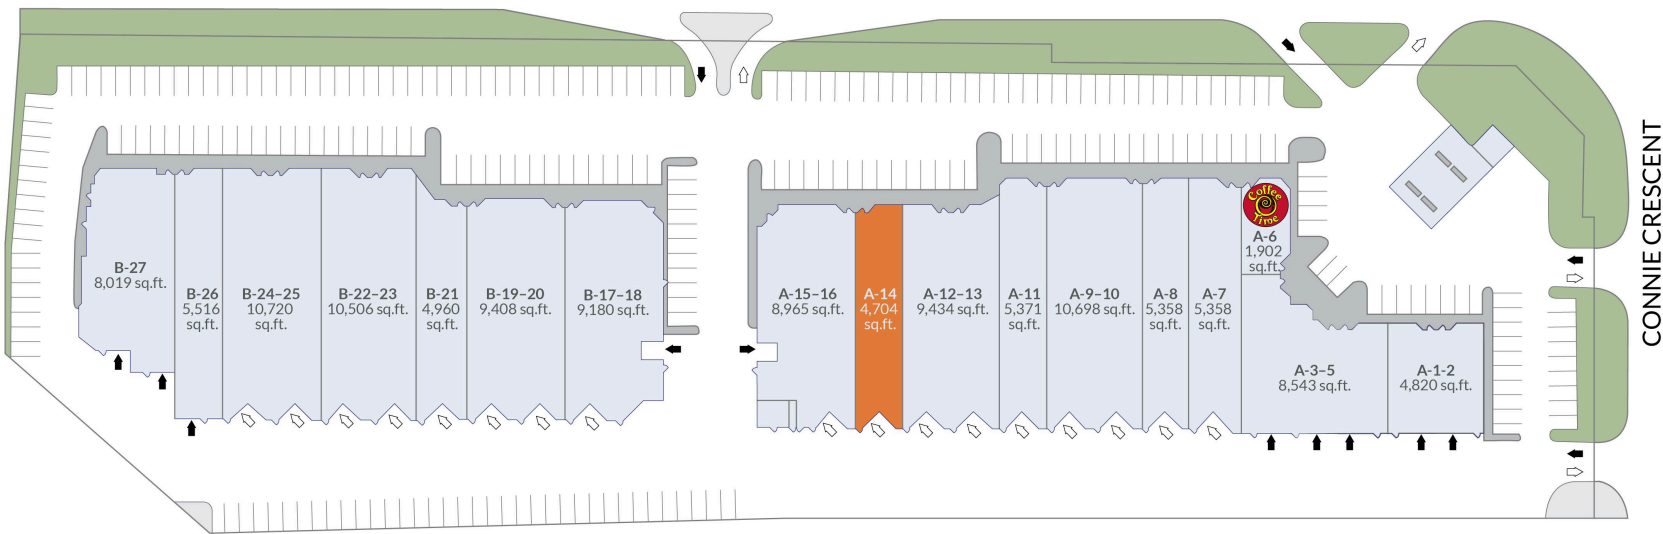 B-27
8,019 sq.ft.
B-26
5,516
sq.ft.
B-24–25
10,720
sq.ft.
B-22–23
10,506 sq.ft.
B-21
4,960
sq.ft.
B-19–20
9,408 sq.ft.
B-17–18
9,180 sq.ft.
A-15–16
8,965 sq.ft.
A-14
4,704
sq.ft.
A-12–13
9,434 sq.ft.
A-11
5,371
sq.ft.
A-9–10
10,698 sq.ft.
A-8
5,358
sq.ft.
A-7
5,358
sq.ft.
Coffee
Time
A-6
1,902
sq.ft.
A-3–5
8,543 sq.ft.
A-1-2
4,820 sq.ft.
CONNIE CRESCENT